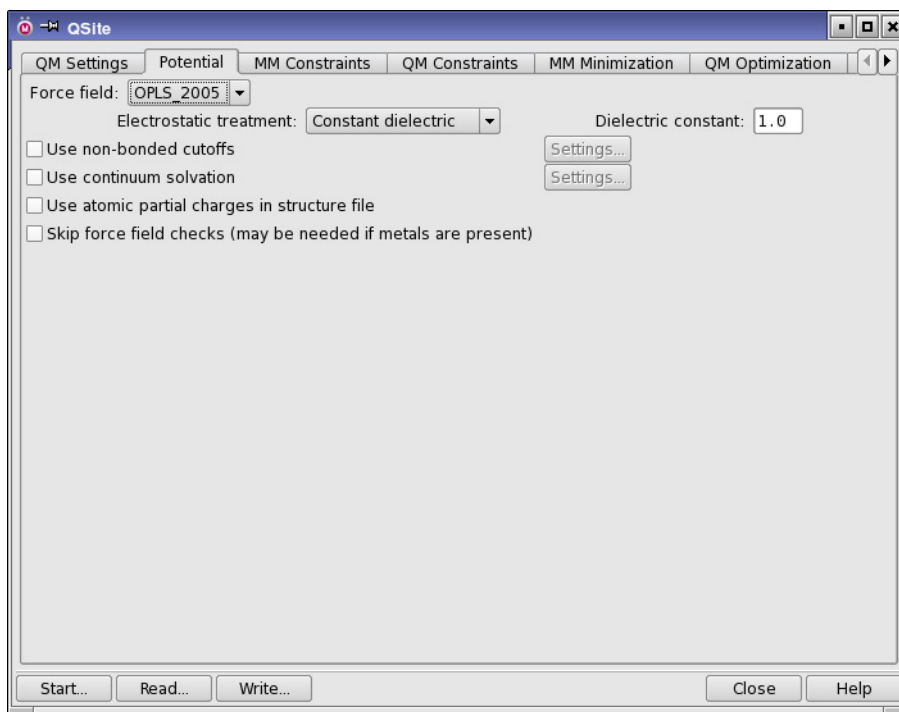 QSite
QM Settings Potential MM Constraints QM Constraints MM Minimization QM Optimization
Force field: OPLS_2005
Electrostatic treatment: Constant dielectric Dielectric constant: 1.0
Use non-bonded cutoffs Settings...
Use continuum solvation Settings...
Use atomic partial charges in structure file
Skip force field checks (may be needed if metals are present)
Start... Read... Write... Close Help